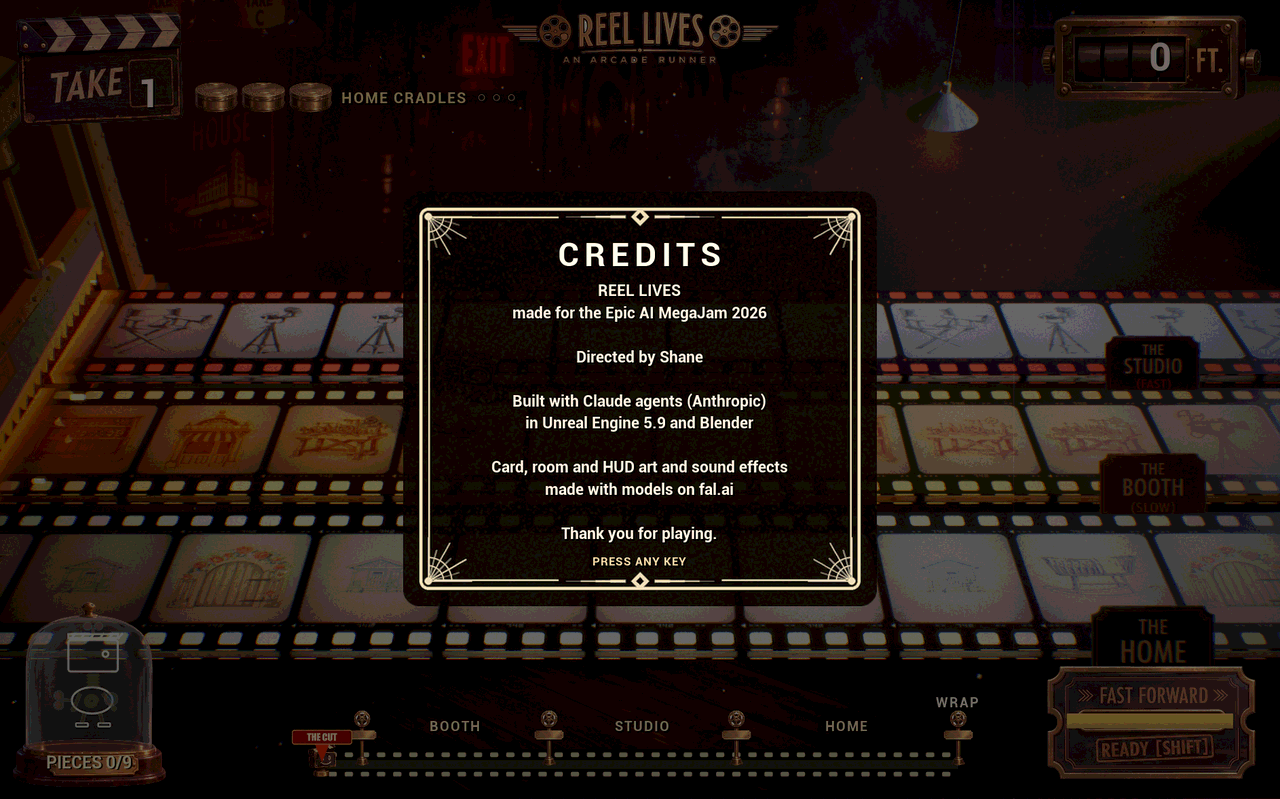 TAKE C
EXIT
REEL LIVES
AN ARCADE RUNNER
0 FT.
TAKE 1
HOME CRADLES
HOUSE
CREDITS
REEL LIVES
made for the Epic AI MegaJam 2026
Directed by Shane
Built with Claude agents (Anthropic)
in Unreal Engine 5.9 and Blender
Card, room and HUD art and sound effects
made with models on fal.ai
Thank you for playing.
PRESS ANY KEY
THE
STUDIO
(FAST)
THE
BOOTH
(SLOW)
THE
HOME
WRAP
FAST FORWARD
READY [SHIFT]
BOOTH
STUDIO
HOME
THE CUT
PIECES 0/9